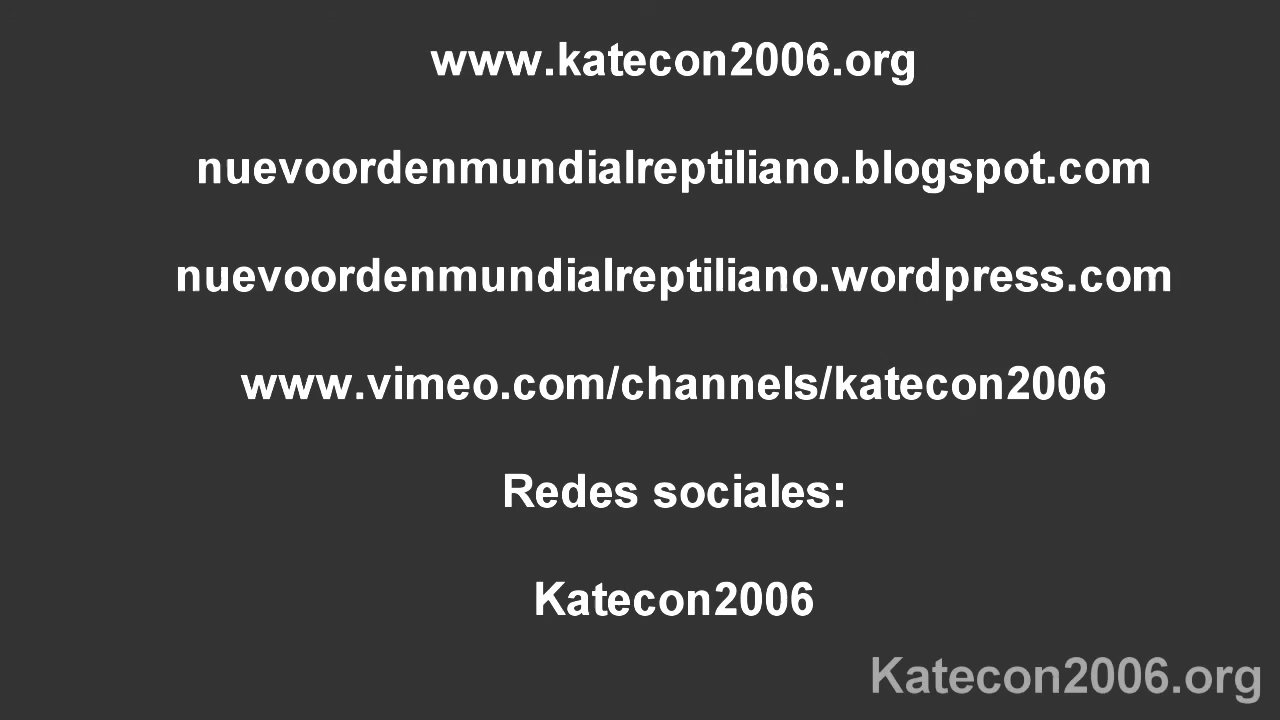 www.katecon2006.org
nuevoordenmundialreptiliano.blogspot.com
nuevoordenmundialreptiliano.wordpress.com
www.vimeo.com/channels/katecon2006
Redes sociales:
Katecon2006
Katecon2006.org